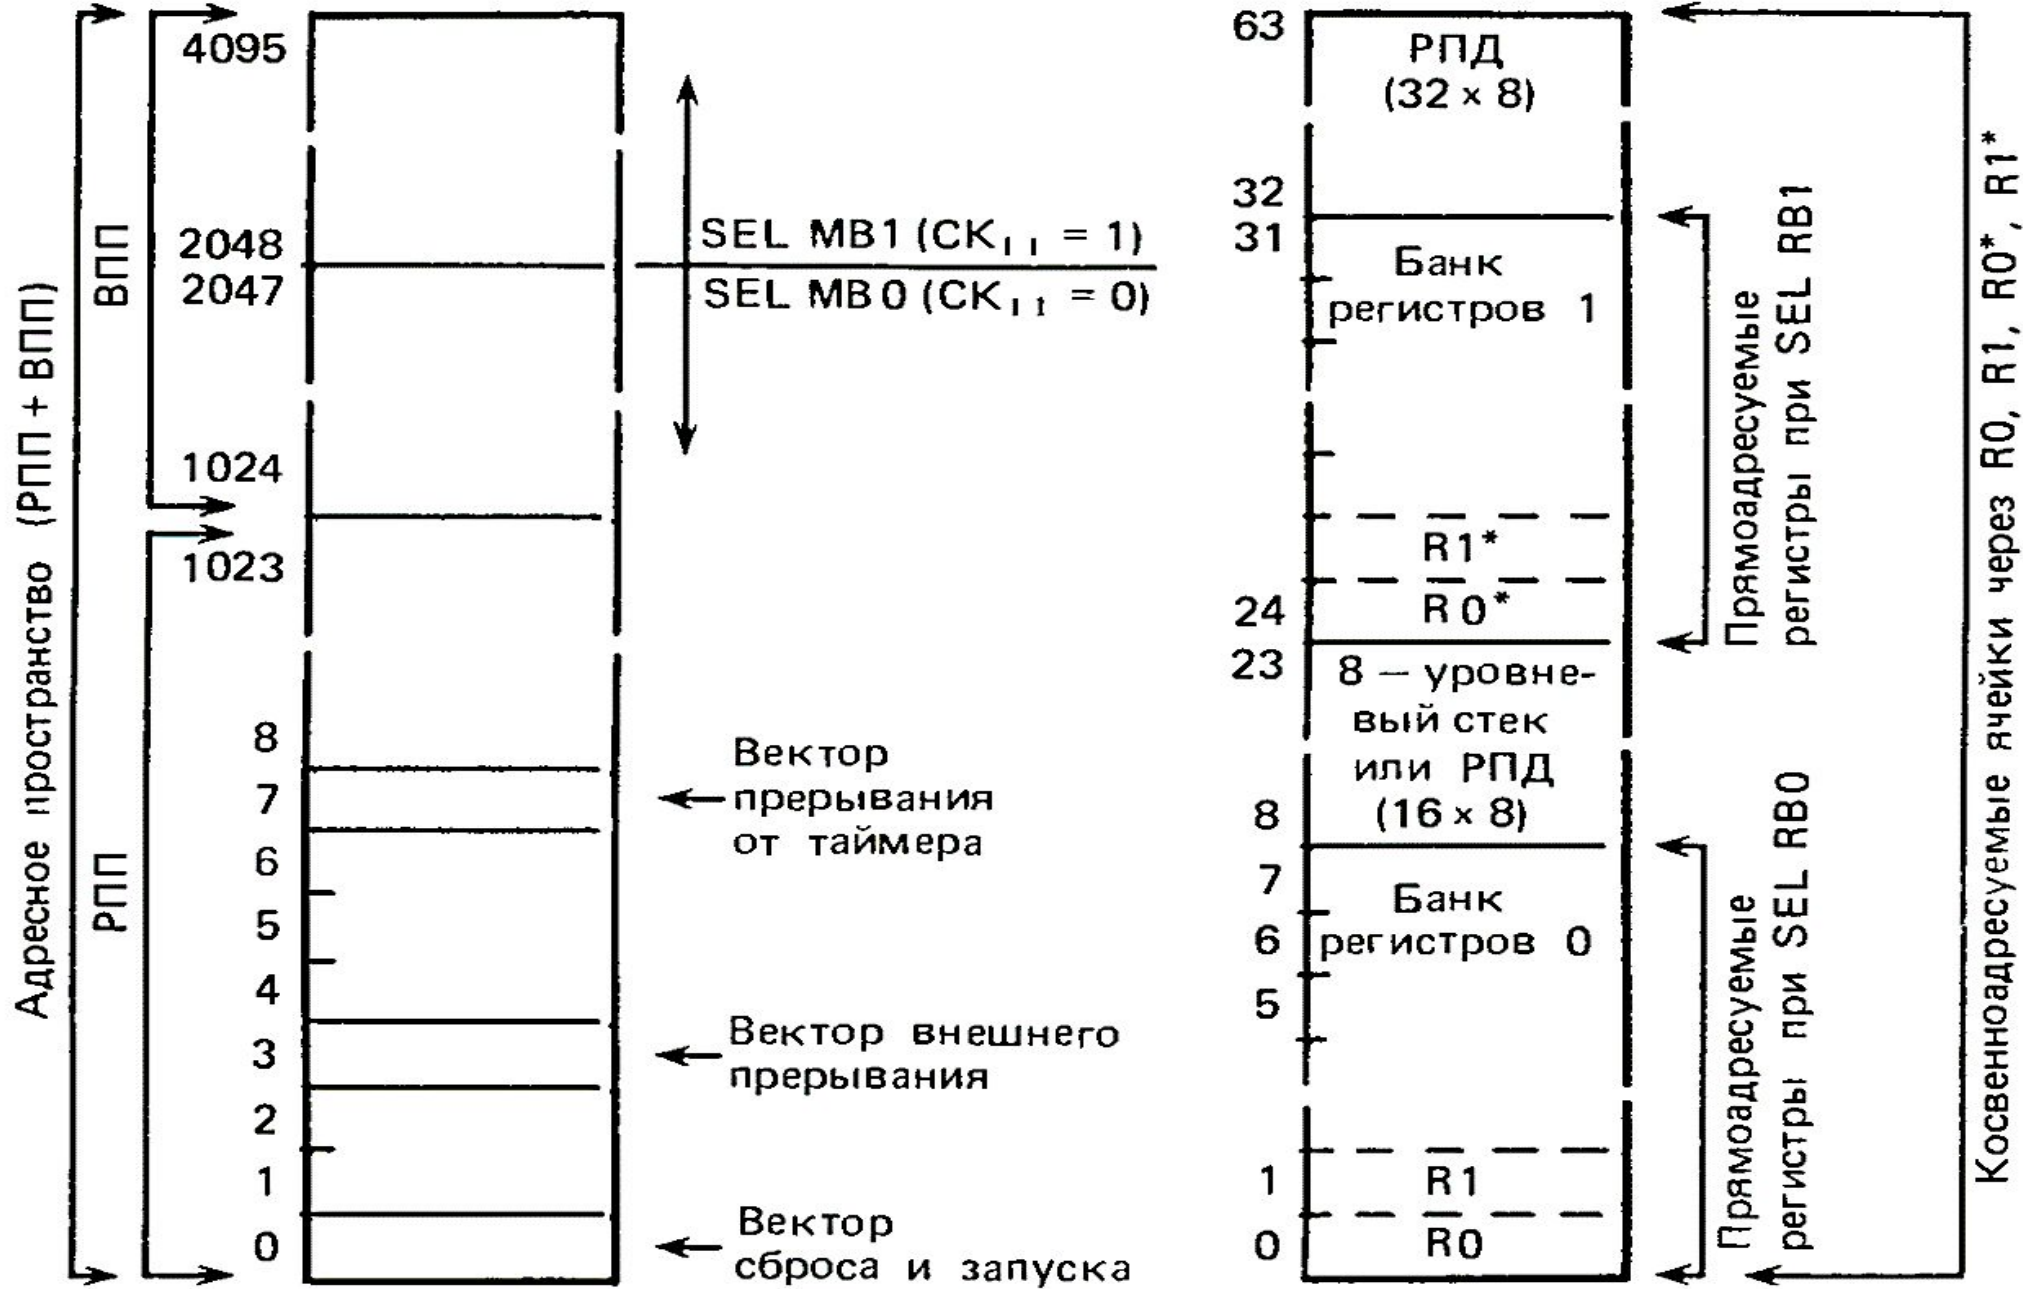 Адресное пространство (РПП + ВПП)
ВПП
РПП
4095
2048
2047
1024
1023
8
7
6
5
4
3
2
1
0
SEL MB1 (СК₁₁ = 1)
SEL MB0 (СК₁₁ = 0)
Вектор
прерывания
от таймера
Вектор внешнего
прерывания
Вектор
сброса и запуска
63
32
31
24
23
8
7
6
5
1
0
РПД
(32 × 8)
Банк
регистров 1
R1*
R0*
8 — уровне-
вый стек
или РПД
(16 × 8)
Банк
регистров 0
R1
R0
Прямоадресуемые
регистры при SEL RB1
Прямоадресуемые
регистры при SEL RB0
Косвенноадресуемые ячейки через R0, R1, R0*, R1*